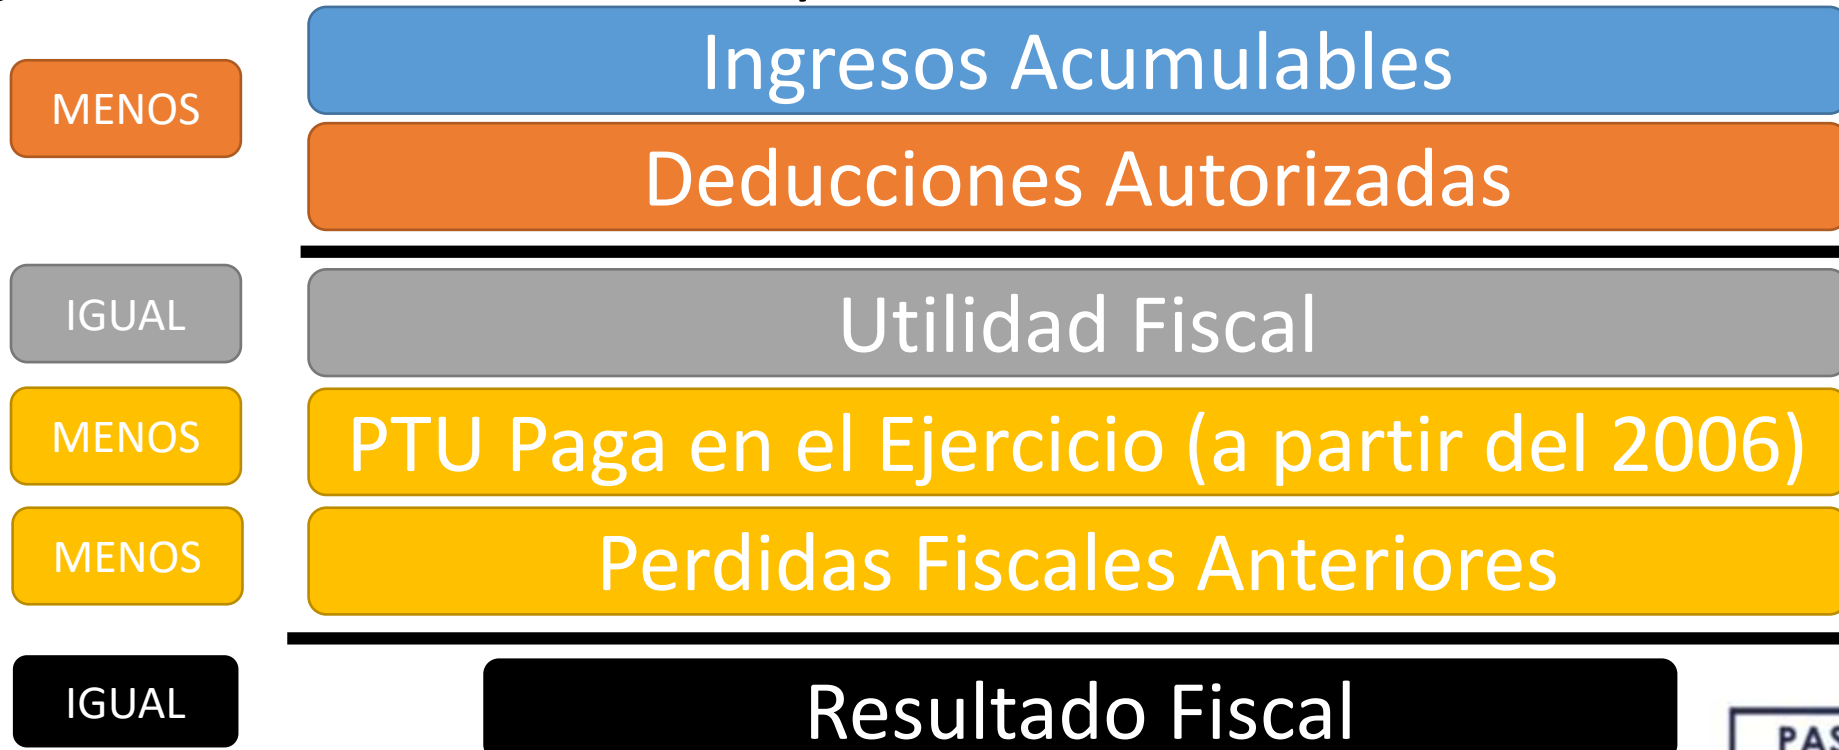 Ingresos Acumulables
MENOS
Deducciones Autorizadas
IGUAL
Utilidad Fiscal
MENOS
PTU Paga en el Ejercicio (a partir del 2006)
MENOS
Perdidas Fiscales Anteriores
IGUAL
Resultado Fiscal
PAS